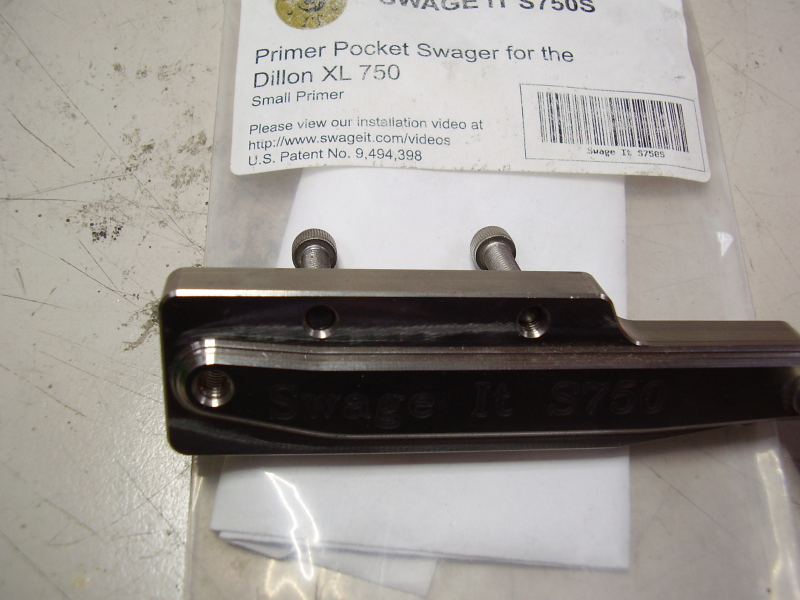 SWAGE IT S750S
Primer Pocket Swager for the
Dillon XL 750
Small Primer
Please view our installation video at
http://www.swageit.com/videos
U.S. Patent No. 9,494,398
Swage It S750S
Swage It S750